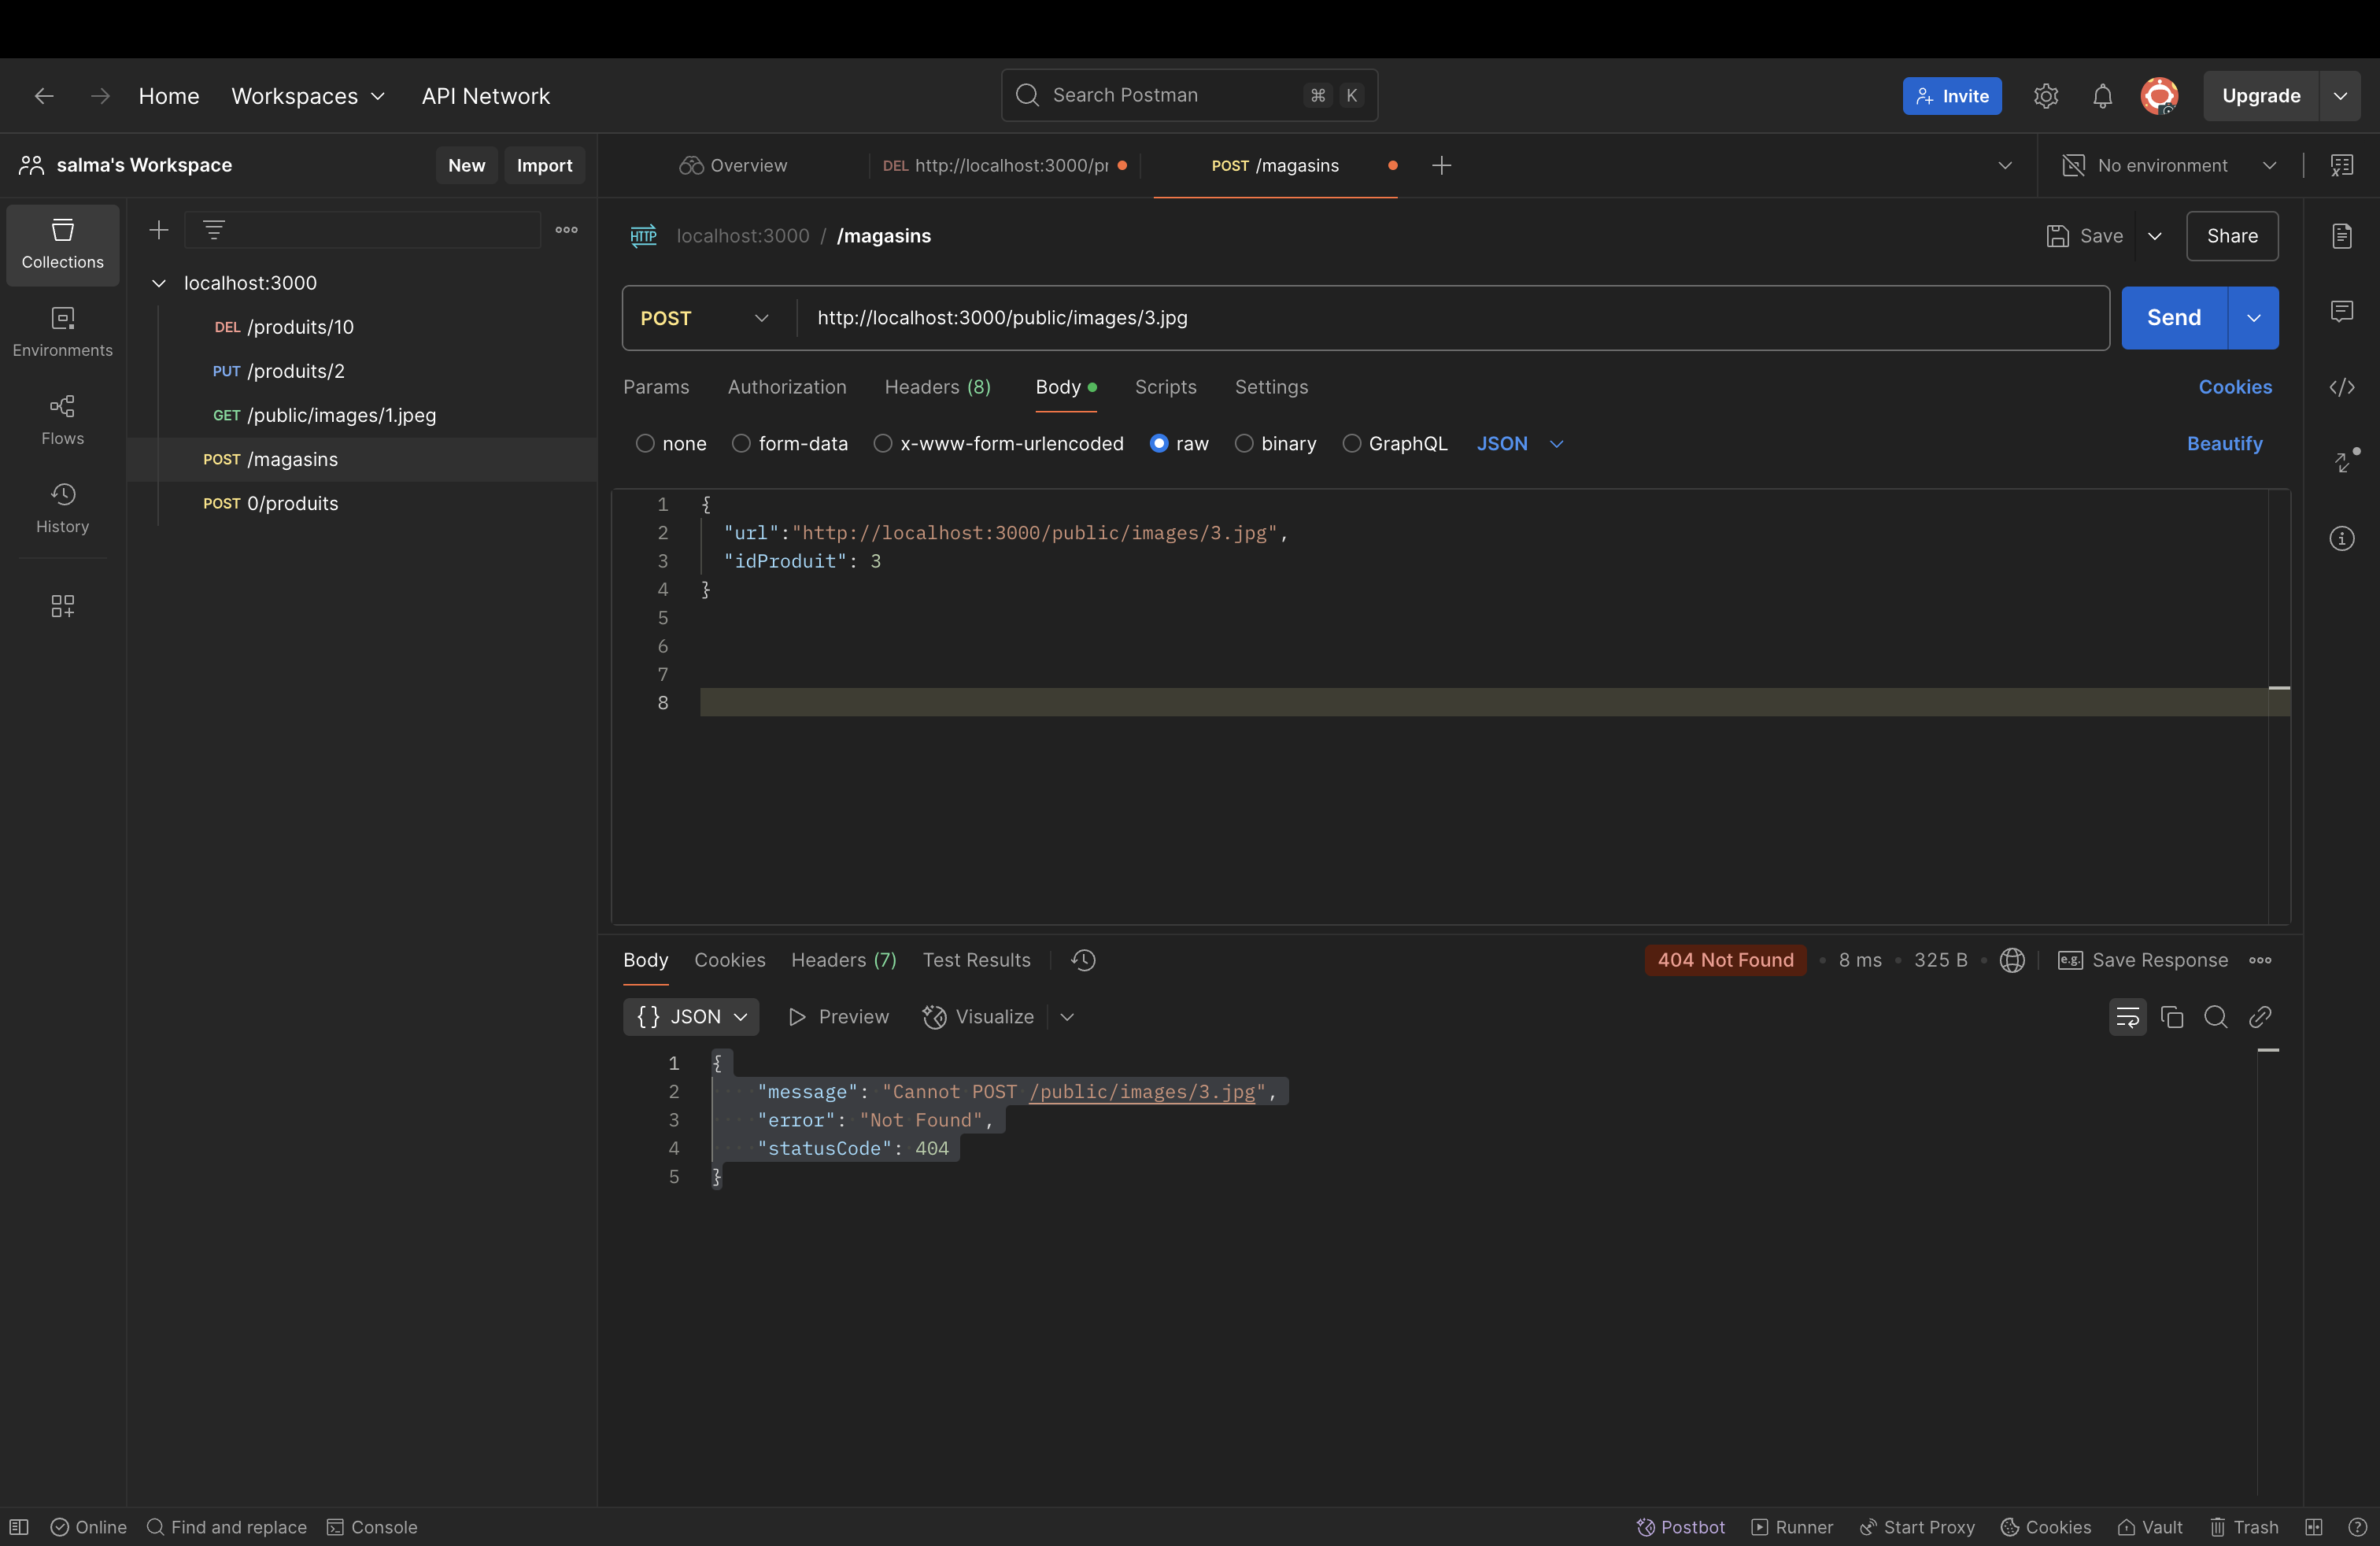 Home Workspaces API Network Search Postman ⌘ K Invite Upgrade
salma's Workspace New Import
Overview DEL http://localhost:3000/pr POST /magasins No environment
Collections
Environments
Flows
History
localhost:3000
DEL /produits/10
PUT /produits/2
GET /public/images/1.jpeg
POST /magasins
POST 0/produits
HTTP localhost:3000 / /magasins Save Share
POST http://localhost:3000/public/images/3.jpg Send
Params Authorization Headers (8) Body Scripts Settings Cookies
none form-data x-www-form-urlencoded raw binary GraphQL JSON Beautify
1 {
2 "url":"http://localhost:3000/public/images/3.jpg",
3 "idProduit": 3
4 }
5
6
7
8
Body Cookies Headers (7) Test Results 404 Not Found • 8 ms • 325 B • e.g. Save Response
{ } JSON Preview Visualize
1 {
2 "message": "Cannot POST /public/images/3.jpg",
3 "error": "Not Found",
4 "statusCode": 404
5 }
Online Find and replace Console Postbot Runner Start Proxy Cookies Vault Trash